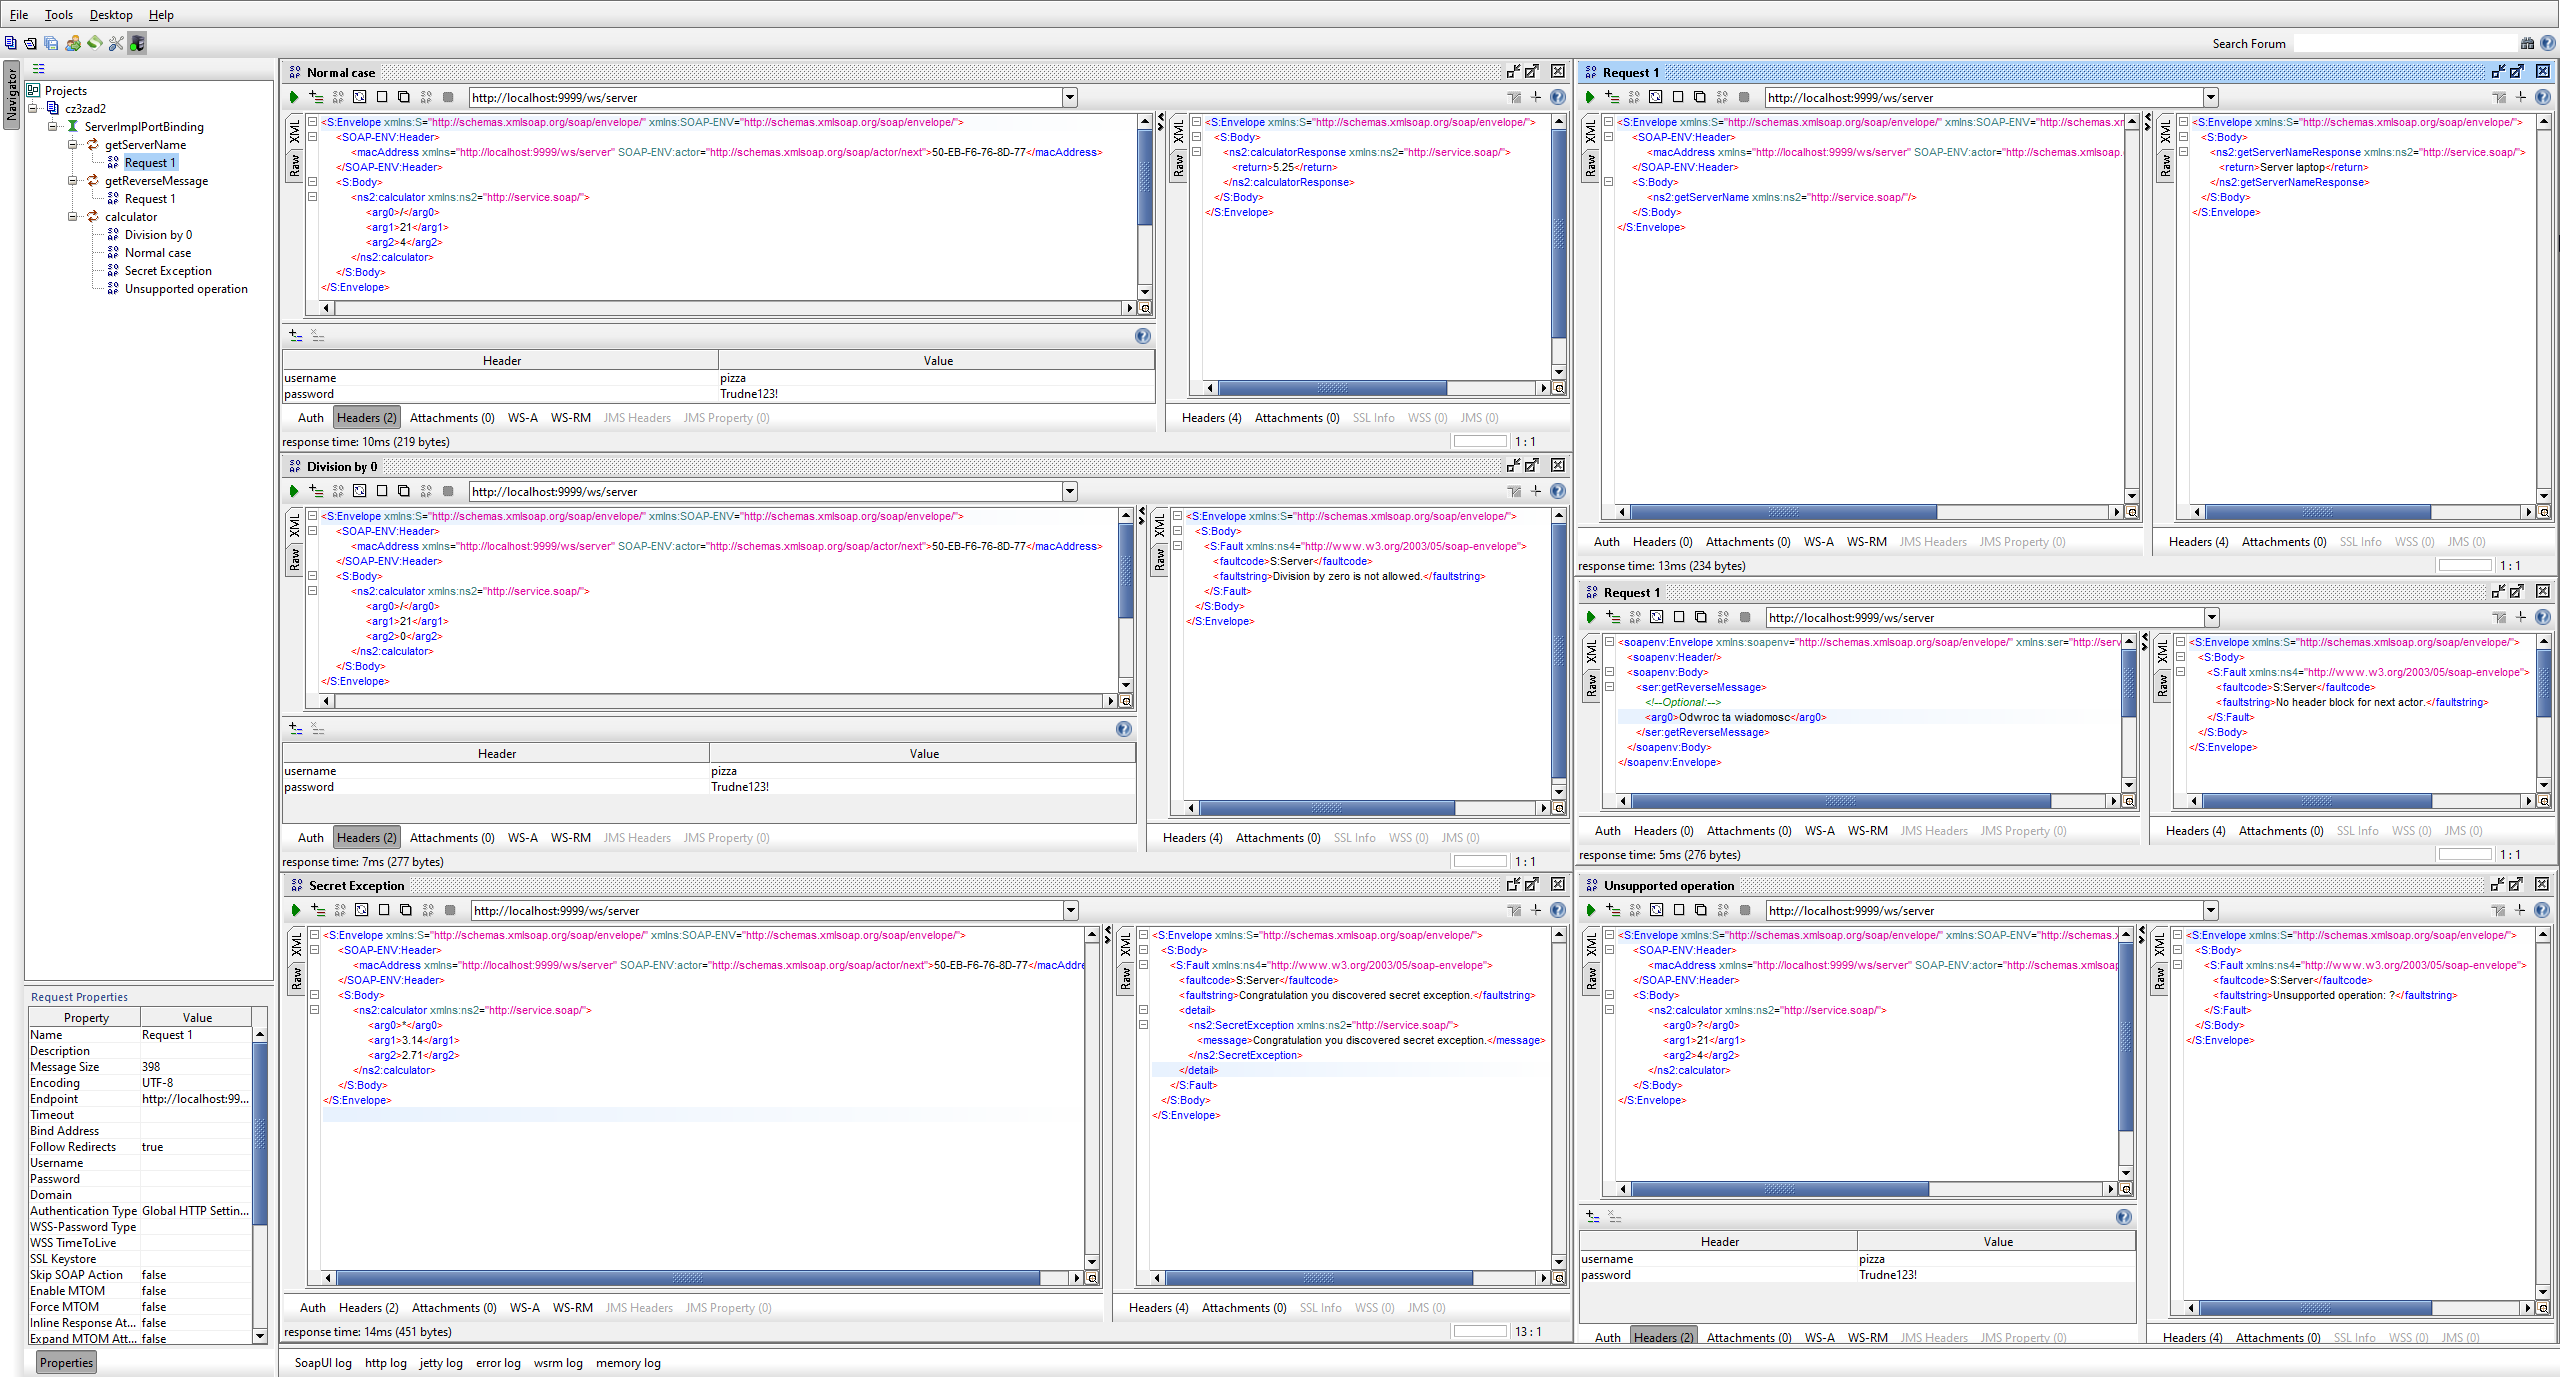 File Tools Desktop Help
Search Forum
Navigator
Projects
cz3zad2
ServerImplPortBinding
getServerName
Request 1
getReverseMessage
Request 1
calculator
Division by 0
Normal case
Secret Exception
Unsupported operation
Request Properties
Property Value
Name Request 1
Description
Message Size 398
Encoding UTF-8
Endpoint http://localhost:99...
Timeout
Bind Address
Follow Redirects true
Username
Password
Domain
Authentication Type Global HTTP Settin...
WSS-Password Type
WSS TimeToLive
SSL Keystore
Skip SOAP Action false
Enable MTOM false
Force MTOM false
Inline Response At... false
Expand MTOM Att... false
Properties
Normal case
http://localhost:9999/ws/server
XML
Raw
<S:Envelope xmlns:S="http://schemas.xmlsoap.org/soap/envelope/" xmlns:SOAP-ENV="http://schemas.xmlsoap.org/soap/envelope/">
<SOAP-ENV:Header>
<macAddress xmlns="http://localhost:9999/ws/server" SOAP-ENV:actor="http://schemas.xmlsoap.org/soap/actor/next">50-EB-F6-76-8D-77</macAddress>
</SOAP-ENV:Header>
<S:Body>
<ns2:calculator xmlns:ns2="http://service.soap/">
<arg0>/</arg0>
<arg1>21</arg1>
<arg2>4</arg2>
</ns2:calculator>
</S:Body>
</S:Envelope>
Header Value
username pizza
password Trudne123!
Auth Headers (2) Attachments (0) WS-A WS-RM JMS Headers JMS Property (0)
XML
Raw
<S:Envelope xmlns:S="http://schemas.xmlsoap.org/soap/envelope/">
<S:Body>
<ns2:calculatorResponse xmlns:ns2="http://service.soap/">
<return>5.25</return>
</ns2:calculatorResponse>
</S:Body>
</S:Envelope>
Headers (4) Attachments (0) SSL Info WSS (0) JMS (0)
response time: 10ms (219 bytes)
1 : 1
Division by 0
http://localhost:9999/ws/server
XML
Raw
<S:Envelope xmlns:S="http://schemas.xmlsoap.org/soap/envelope/" xmlns:SOAP-ENV="http://schemas.xmlsoap.org/soap/envelope/">
<SOAP-ENV:Header>
<macAddress xmlns="http://localhost:9999/ws/server" SOAP-ENV:actor="http://schemas.xmlsoap.org/soap/actor/next">50-EB-F6-76-8D-77</macAddress>
</SOAP-ENV:Header>
<S:Body>
<ns2:calculator xmlns:ns2="http://service.soap/">
<arg0>/</arg0>
<arg1>21</arg1>
<arg2>0</arg2>
</ns2:calculator>
</S:Body>
</S:Envelope>
Header Value
username pizza
password Trudne123!
Auth Headers (2) Attachments (0) WS-A WS-RM JMS Headers JMS Property (0)
XML
Raw
<S:Envelope xmlns:S="http://schemas.xmlsoap.org/soap/envelope/">
<S:Body>
<S:Fault xmlns:ns4="http://www.w3.org/2003/05/soap-envelope">
<faultcode>S:Server</faultcode>
<faultstring>Division by zero is not allowed.</faultstring>
</S:Fault>
</S:Body>
</S:Envelope>
Headers (4) Attachments (0) SSL Info WSS (0) JMS (0)
response time: 7ms (277 bytes)
1 : 1
Secret Exception
http://localhost:9999/ws/server
XML
Raw
<S:Envelope xmlns:S="http://schemas.xmlsoap.org/soap/envelope/" xmlns:SOAP-ENV="http://schemas.xmlsoap.org/soap/envelope/">
<SOAP-ENV:Header>
<macAddress xmlns="http://localhost:9999/ws/server" SOAP-ENV:actor="http://schemas.xmlsoap.org/soap/actor/next">50-EB-F6-76-8D-77</macAddre
</SOAP-ENV:Header>
<S:Body>
<ns2:calculator xmlns:ns2="http://service.soap/">
<arg0>*</arg0>
<arg1>3.14</arg1>
<arg2>2.71</arg2>
</ns2:calculator>
</S:Body>
</S:Envelope>
Auth Headers (2) Attachments (0) WS-A WS-RM JMS Headers JMS Property (0)
XML
Raw
<S:Envelope xmlns:S="http://schemas.xmlsoap.org/soap/envelope/">
<S:Body>
<S:Fault xmlns:ns4="http://www.w3.org/2003/05/soap-envelope">
<faultcode>S:Server</faultcode>
<faultstring>Congratulation you discovered secret exception.</faultstring>
<detail>
<ns2:SecretException xmlns:ns2="http://service.soap/">
<message>Congratulation you discovered secret exception.</message>
</ns2:SecretException>
</detail>
</S:Fault>
</S:Body>
</S:Envelope>
Headers (4) Attachments (0) SSL Info WSS (0) JMS (0)
response time: 14ms (451 bytes)
13 : 1
Request 1
http://localhost:9999/ws/server
XML
Raw
<S:Envelope xmlns:S="http://schemas.xmlsoap.org/soap/envelope/" xmlns:SOAP-ENV="http://schemas.xm
<SOAP-ENV:Header>
<macAddress xmlns="http://localhost:9999/ws/server" SOAP-ENV:actor="http://schemas.xmlsoap.
</SOAP-ENV:Header>
<S:Body>
<ns2:getServerName xmlns:ns2="http://service.soap/"/>
</S:Body>
</S:Envelope>
Auth Headers (0) Attachments (0) WS-A WS-RM JMS Headers JMS Property (0)
XML
Raw
<S:Envelope xmlns:S="http://schemas.xmlsoap.org/soap/envelope/">
<S:Body>
<ns2:getServerNameResponse xmlns:ns2="http://service.soap/">
<return>Server laptop</return>
</ns2:getServerNameResponse>
</S:Body>
</S:Envelope>
Headers (4) Attachments (0) SSL Info WSS (0) JMS (0)
response time: 13ms (234 bytes)
1 : 1
Request 1
http://localhost:9999/ws/server
XML
Raw
<soapenv:Envelope xmlns:soapenv="http://schemas.xmlsoap.org/soap/envelope/" xmlns:ser="http://serv
<soapenv:Header/>
<soapenv:Body>
<ser:getReverseMessage>
<!--Optional:-->
<arg0>Odwroc ta wiadomosc</arg0>
</ser:getReverseMessage>
</soapenv:Body>
</soapenv:Envelope>
Auth Headers (0) Attachments (0) WS-A WS-RM JMS Headers JMS Property (0)
XML
Raw
<S:Envelope xmlns:S="http://schemas.xmlsoap.org/soap/envelope/">
<S:Body>
<S:Fault xmlns:ns4="http://www.w3.org/2003/05/soap-envelope">
<faultcode>S:Server</faultcode>
<faultstring>No header block for next actor.</faultstring>
</S:Fault>
</S:Body>
</S:Envelope>
Headers (4) Attachments (0) SSL Info WSS (0) JMS (0)
response time: 5ms (276 bytes)
1 : 1
Unsupported operation
http://localhost:9999/ws/server
XML
Raw
<S:Envelope xmlns:S="http://schemas.xmlsoap.org/soap/envelope/" xmlns:SOAP-ENV="http://schemas.x
<SOAP-ENV:Header>
<macAddress xmlns="http://localhost:9999/ws/server" SOAP-ENV:actor="http://schemas.xmlsoap
</SOAP-ENV:Header>
<S:Body>
<ns2:calculator xmlns:ns2="http://service.soap/">
<arg0>?</arg0>
<arg1>21</arg1>
<arg2>4</arg2>
</ns2:calculator>
</S:Body>
</S:Envelope>
Header Value
username pizza
password Trudne123!
Auth Headers (2) Attachments (0) WS-A WS-RM JMS Headers JMS Property (0)
XML
Raw
<S:Envelope xmlns:S="http://schemas.xmlsoap.org/soap/envelope/">
<S:Body>
<S:Fault xmlns:ns4="http://www.w3.org/2003/05/soap-envelope">
<faultcode>S:Server</faultcode>
<faultstring>Unsupported operation: ?</faultstring>
</S:Fault>
</S:Body>
</S:Envelope>
Headers (4) Attachments (0) SSL Info WSS (0) JMS (0)
SoapUI log http log jetty log error log wsrm log memory log